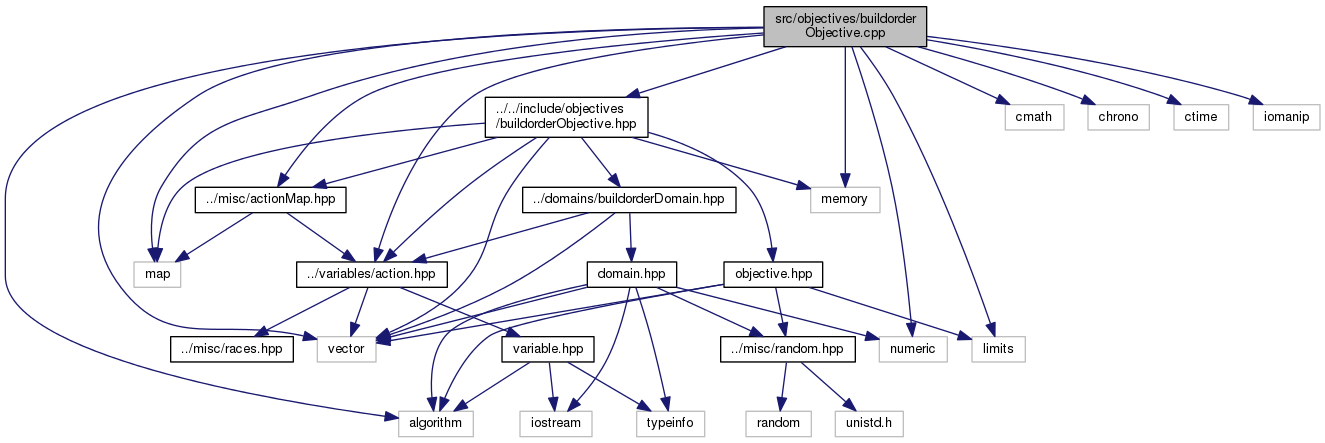 src/objectives/buildorder
Objective.cpp
../../include/objectives
/buildorderObjective.hpp
cmath
chrono
ctime
iomanip
../misc/actionMap.hpp
../domains/buildorderDomain.hpp
memory
map
../variables/action.hpp
domain.hpp
objective.hpp
../misc/races.hpp
vector
variable.hpp
../misc/random.hpp
numeric
limits
algorithm
iostream
typeinfo
random
unistd.h